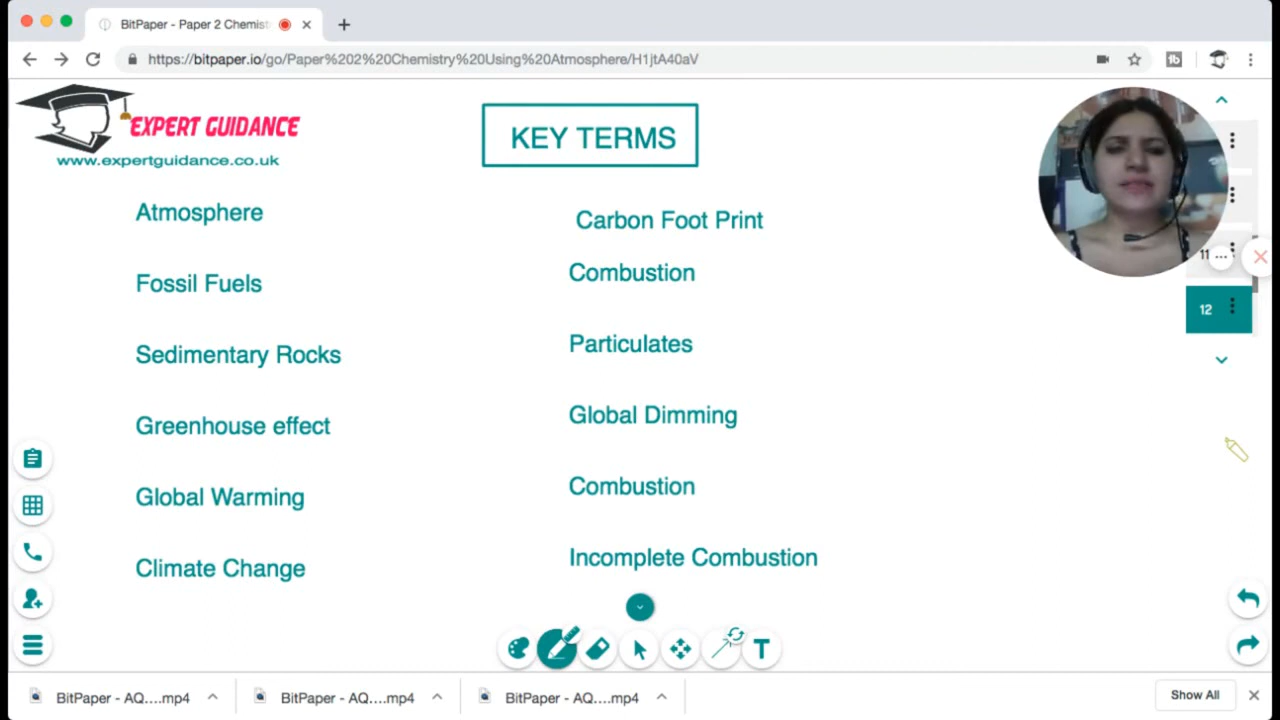 BitPaper - Paper 2 Chemist
https://bitpaper.io/go/Paper%202%20Chemistry%20Using%20Atmosphere/H1jtA40aV
EXPERT GUIDANCE
www.expertguidance.co.uk
KEY TERMS
Atmosphere
Fossil Fuels
Sedimentary Rocks
Greenhouse effect
Global Warming
Climate Change
Carbon Foot Print
Combustion
Particulates
Global Dimming
Combustion
Incomplete Combustion
11
12
T
BitPaper - AQ....mp4
BitPaper - AQ....mp4
BitPaper - AQ....mp4
Show All